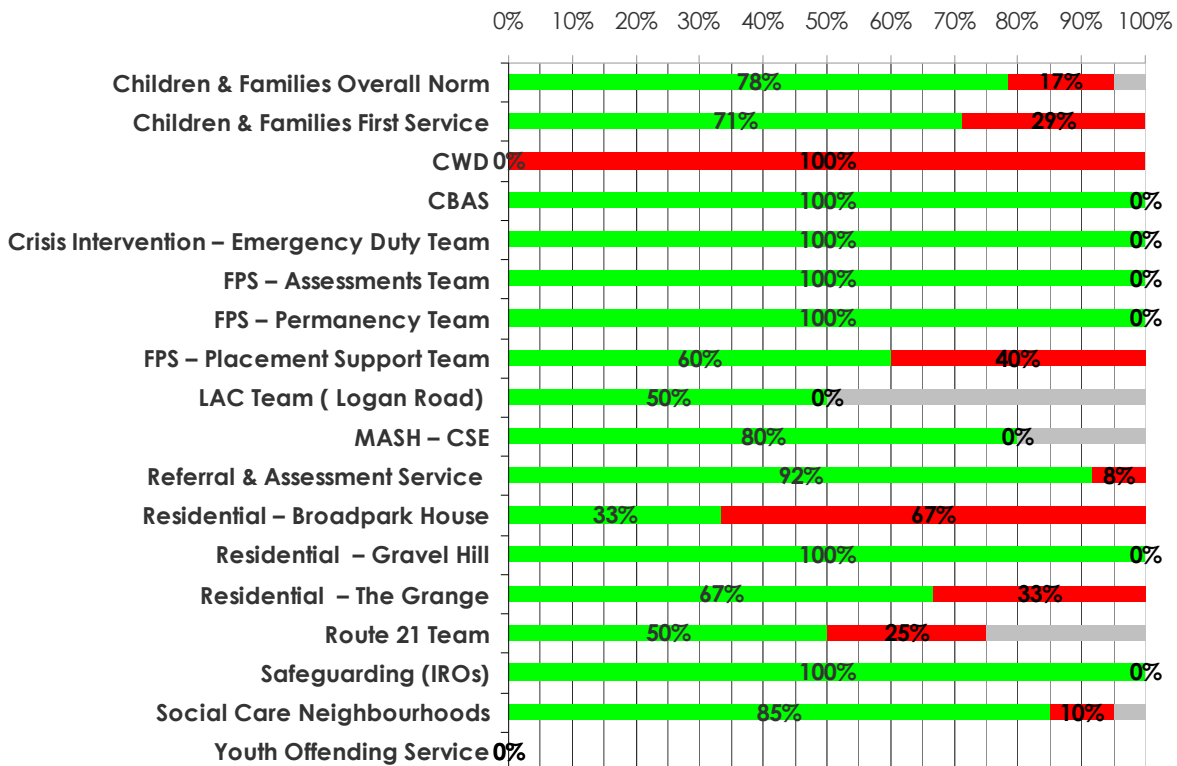 0% 10% 20% 30% 40% 50% 60% 70% 80% 90% 100%
Children & Families Overall Norm 78% 17%
Children & Families First Service 71% 29%
CWD 0% 100%
CBAS 100% 0%
Crisis Intervention – Emergency Duty Team 100% 0%
FPS – Assessments Team 100% 0%
FPS – Permanency Team 100% 0%
FPS – Placement Support Team 60% 40%
LAC Team ( Logan Road) 50% 0%
MASH – CSE 80% 0%
Referral & Assessment Service 92% 8%
Residential – Broadpark House 33% 67%
Residential – Gravel Hill 100% 0%
Residential – The Grange 67% 33%
Route 21 Team 50% 25%
Safeguarding (IROs) 100% 0%
Social Care Neighbourhoods 85% 10%
Youth Offending Service 0%